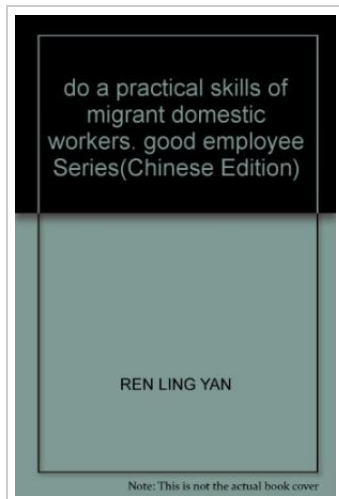 do a practical skills of
migrant domestic
workers. good employee
Series(Chinese Edition)
REN LING YAN
Note: This is not the actual book cover